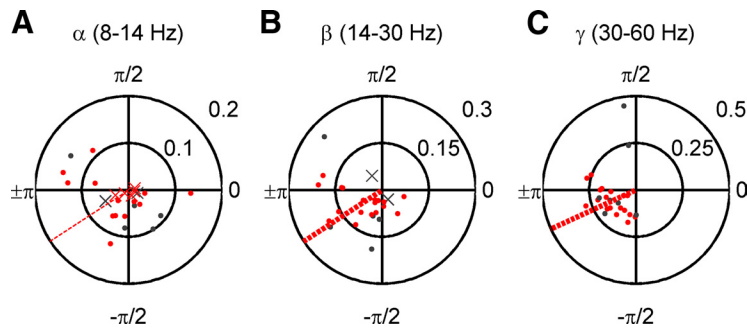 A α (8-14 Hz)
B β (14-30 Hz)
C γ (30-60 Hz)
π/2
π/2
π/2
0.2
0.3
0.5
0.1
0.15
0.25
±π
0
±π
0
±π
0
-π/2
-π/2
-π/2